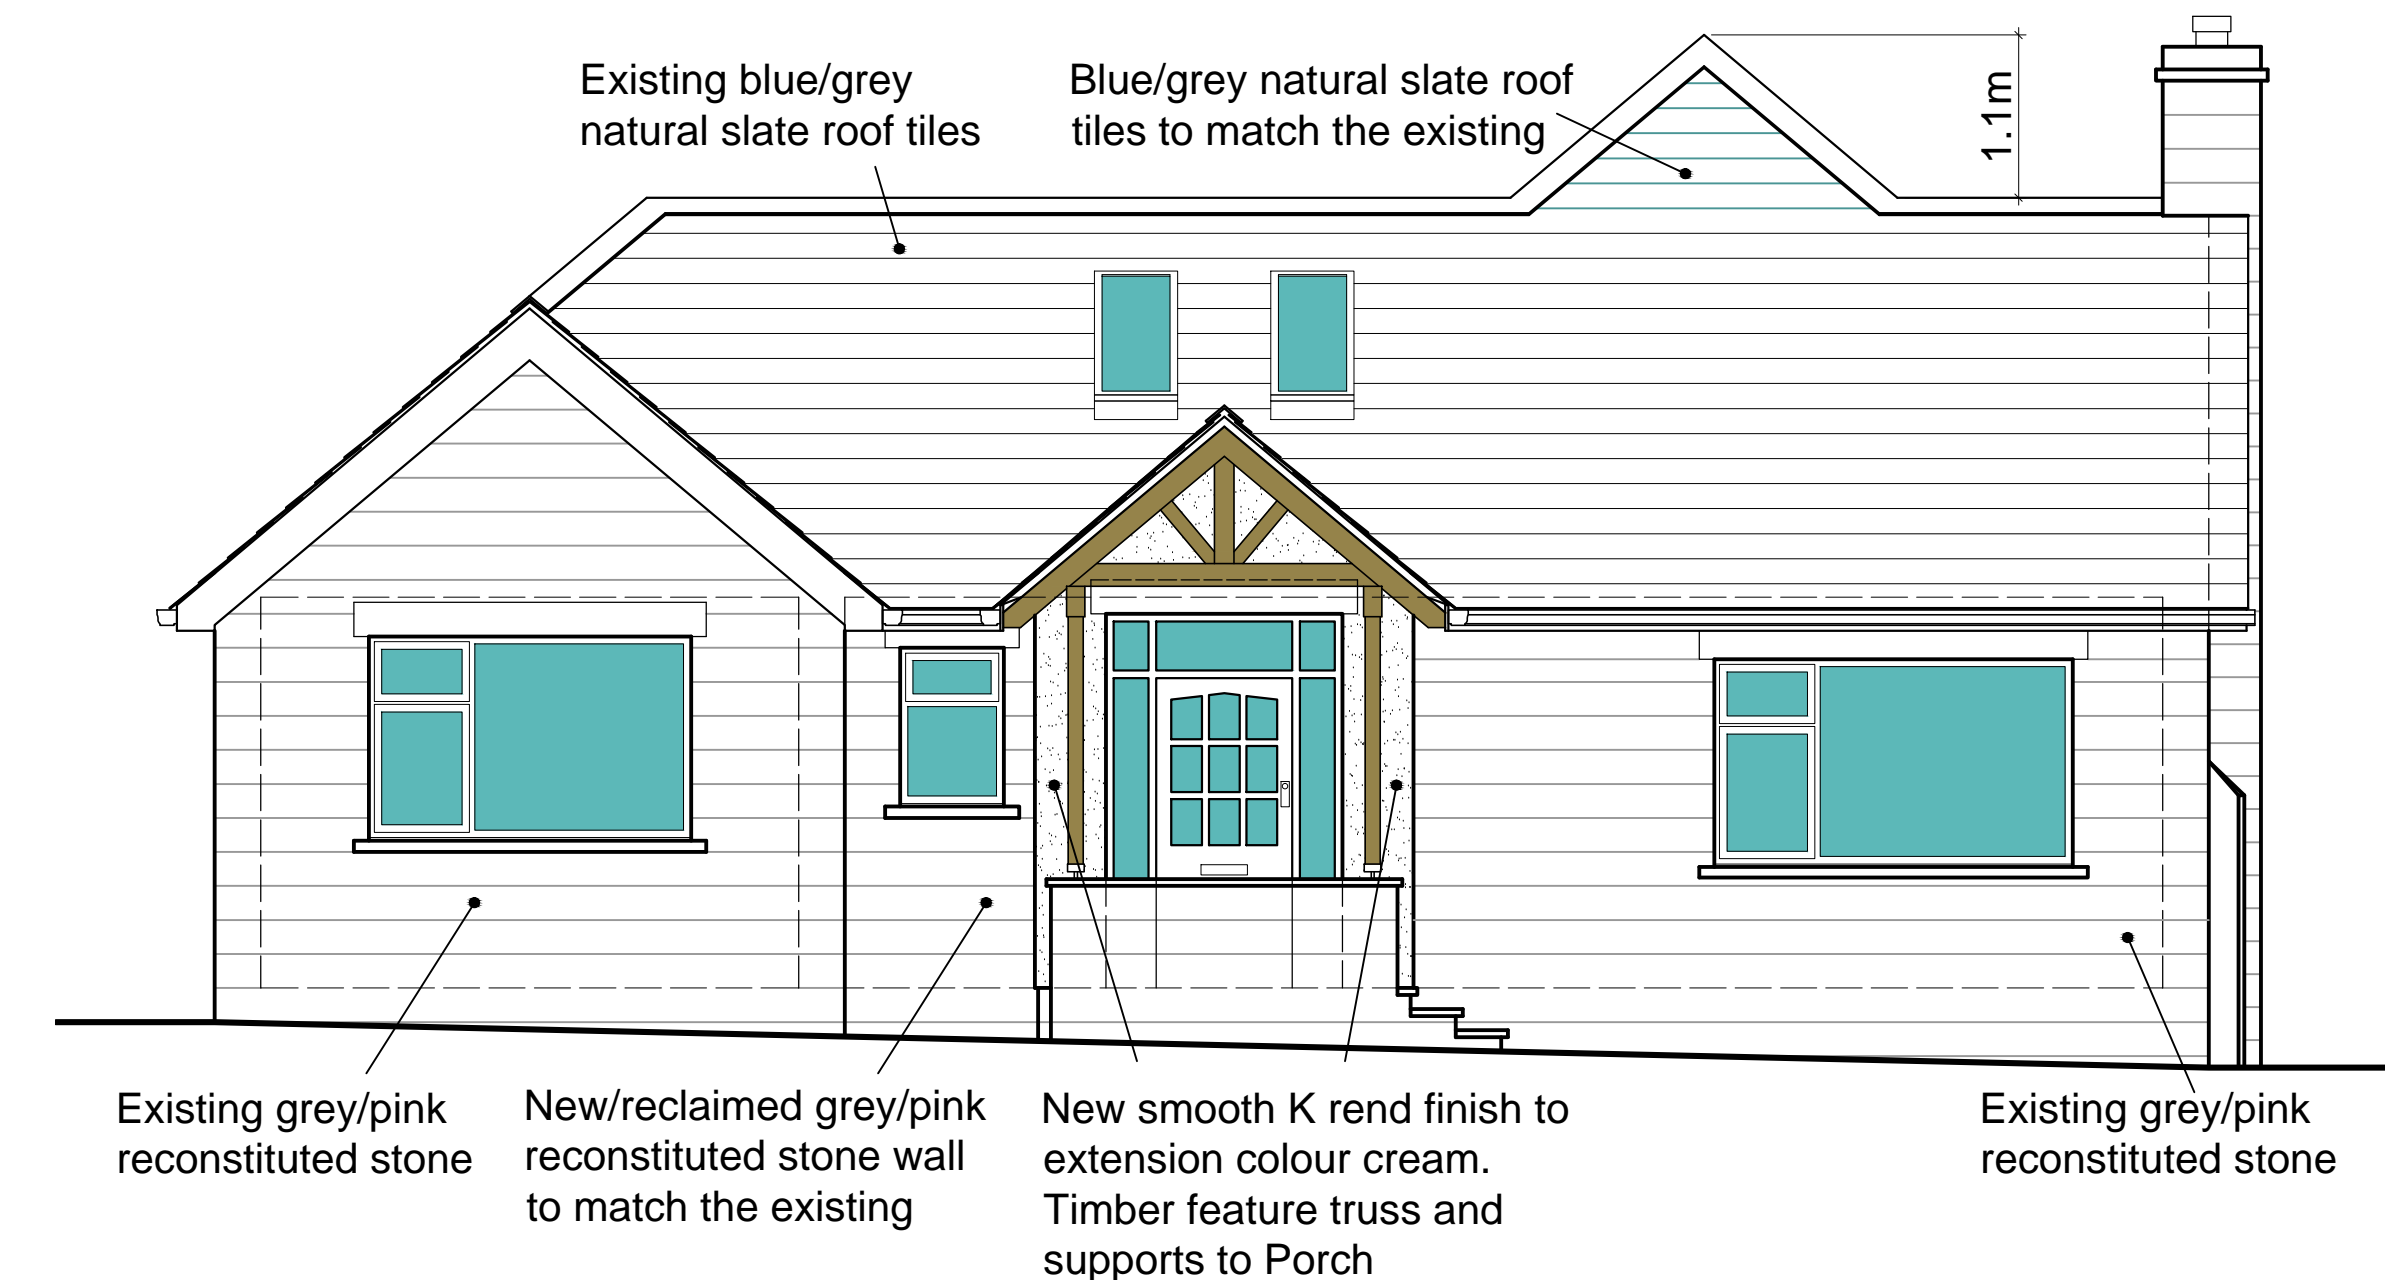 Existing blue/grey
natural slate roof tiles
Blue/grey natural slate roof
tiles to match the existing
1.1m
Existing grey/pink
reconstituted stone
New/reclaimed grey/pink
reconstituted stone wall
to match the existing
New smooth K rend finish to
extension colour cream.
Timber feature truss and
supports to Porch
Existing grey/pink
reconstituted stone